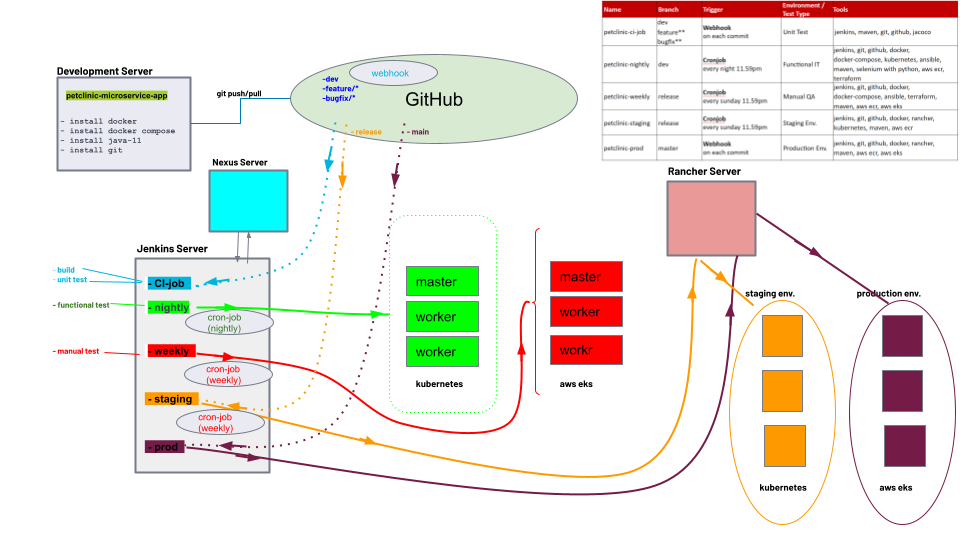 Name Branch Trigger Environment / Test Type Tools
petclinic-ci-job dev feature** bugfix** Webhook on each commit Unit Test jenkins, maven, git, github, jacoco
petclinic-nightly dev Cronjob every night 11.59pm Functional IT jenkins, git, github, docker, docker-compose, kubernetes, ansible, maven, selenium with python, aws ecr, terraform
petclinic-weekly release Cronjob every sunday 11.59pm Manual QA jenkins, git, github, docker, docker-compose, ansible, terraform, maven, aws ecr, aws eks
petclinic-staging release Cronjob every sunday 11.59pm Staging Env. jenkins, git, github, docker, rancher, kubernetes, maven, aws ecr
petclinic-prod master Webhook on each commit Production Env. jenkins, git, github, docker, rancher, maven, aws ecr, aws eks
Development Server
petclinic-microservice-app
- install docker
- install docker compose
- install java-11
- install git
git push/pull
webhook
-dev
-feature/*
-bugfix/*
GitHub
- release
- main
Nexus Server
Rancher Server
Jenkins Server
- build
- unit test
- CI-job
- functional test
- nightly
cron-job
(nightly)
- manual test
- weekly
cron-job
(weekly)
- staging
cron-job
(weekly)
- prod
master
worker
worker
kubernetes
master
worker
workr
aws eks
staging env.
kubernetes
production env.
aws eks